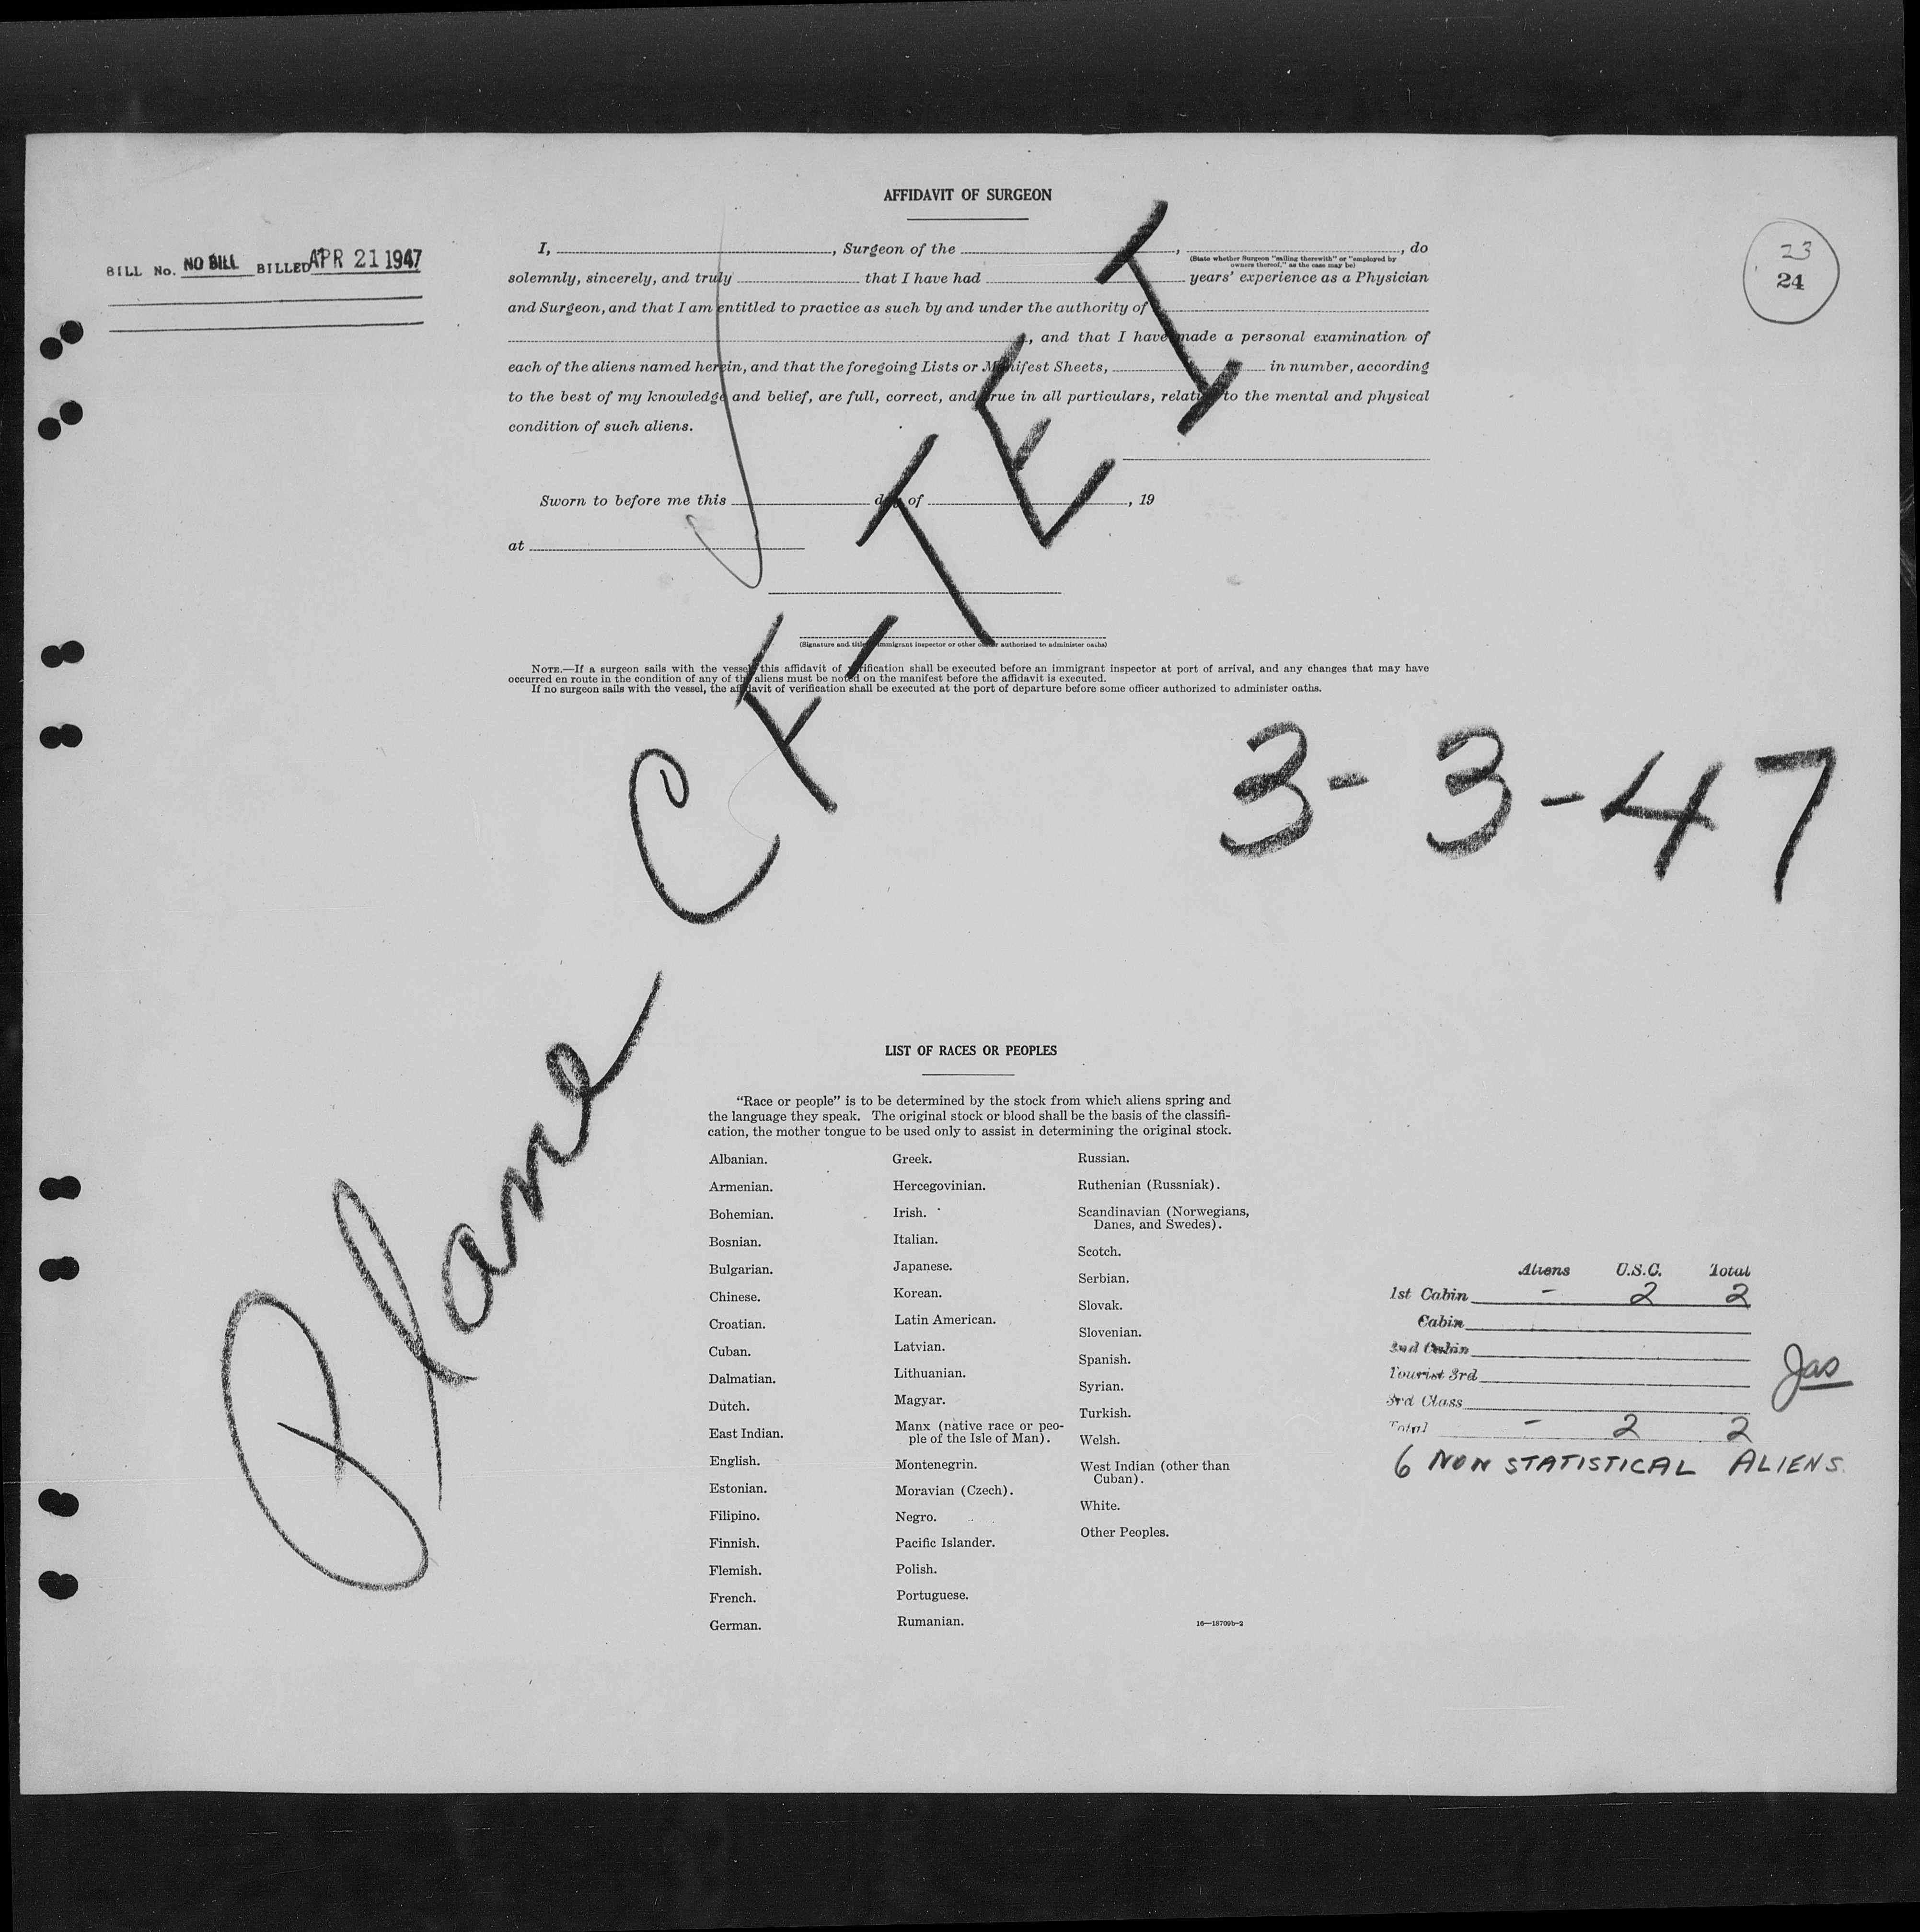 AFFIDAVIT OF SURGEON
BILL No. NO BILL BILLED APR 21 1947
23
24
I, , Surgeon of the , , do
(State whether Surgeon "sailing therewith" or "employed by
owners thereof," as the case may be)
solemnly, sincerely, and truly that I have had years' experience as a Physician
and Surgeon, and that I am entitled to practice as such by and under the authority of
, and that I have made a personal examination of
each of the aliens named herein, and that the foregoing Lists or Manifest Sheets, in number, according
to the best of my knowledge and belief, are full, correct, and true in all particulars, relative to the mental and physical
condition of such aliens.
Sworn to before me this day of , 19
at
(Signature and title of immigrant inspector or other officer authorized to administer oaths)
NOTE.—If a surgeon sails with the vessel, this affidavit of verification shall be executed before an immigrant inspector at port of arrival, and any changes that may have
occurred en route in the condition of any of the aliens must be noted on the manifest before the affidavit is executed.
If no surgeon sails with the vessel, the affidavit of verification shall be executed at the port of departure before some officer authorized to administer oaths.
Plane CF-TEI
3-3-47
LIST OF RACES OR PEOPLES
"Race or people" is to be determined by the stock from which aliens spring and
the language they speak. The original stock or blood shall be the basis of the classifi-
cation, the mother tongue to be used only to assist in determining the original stock.
Albanian.
Armenian.
Bohemian.
Bosnian.
Bulgarian.
Chinese.
Croatian.
Cuban.
Dalmatian.
Dutch.
East Indian.
English.
Estonian.
Filipino.
Finnish.
Flemish.
French.
German.
Greek.
Hercegovinian.
Irish.
Italian.
Japanese.
Korean.
Latin American.
Latvian.
Lithuanian.
Magyar.
Manx (native race or peo-
ple of the Isle of Man).
Montenegrin.
Moravian (Czech).
Negro.
Pacific Islander.
Polish.
Portuguese.
Rumanian.
Russian.
Ruthenian (Russniak).
Scandinavian (Norwegians,
Danes, and Swedes).
Scotch.
Serbian.
Slovak.
Slovenian.
Spanish.
Syrian.
Turkish.
Welsh.
West Indian (other than
Cuban).
White.
Other Peoples.
16—18709b-2
Aliens U.S.C. Total
1st Cabin - 2 2
Cabin
2nd Cabin
Tourist 3rd
3rd Class
Total - 2 2
Jas
6 NON STATISTICAL ALIENS.